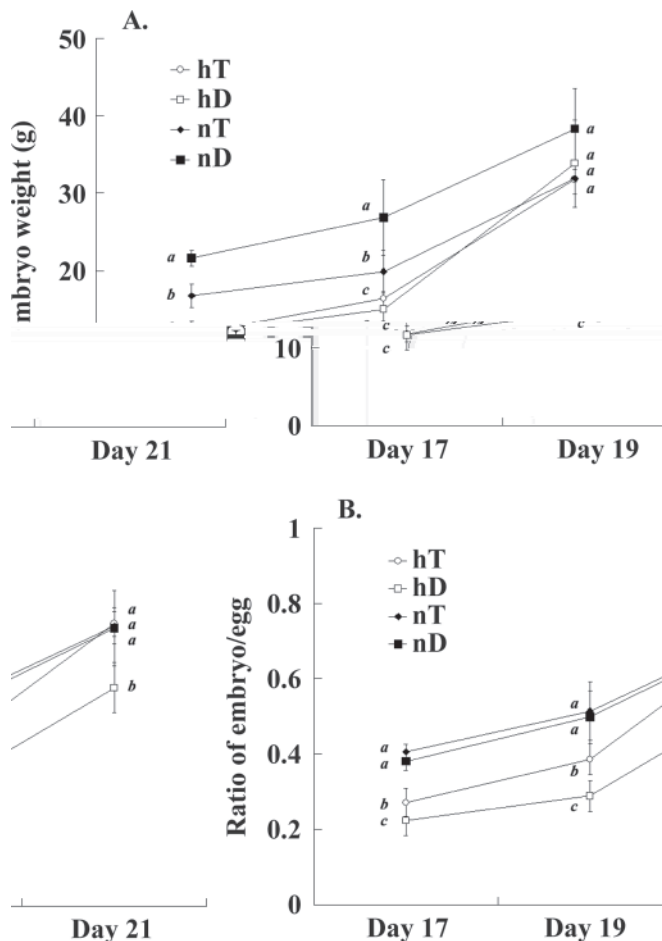 A.
50
hT
hD
nT
nD
40
30
20
mbryo weight (g)
a
a
a
a
a
a
b
b
c
c
c
c
E
10
0
Day 21
Day 17
Day 19
B.
1
hT
hD
nT
nD
0.8
0.6
0.4
0.2
0
Ratio of embryo/egg
a
a
a
b
a
a
b
c
a
a
b
c
Day 21
Day 17
Day 19